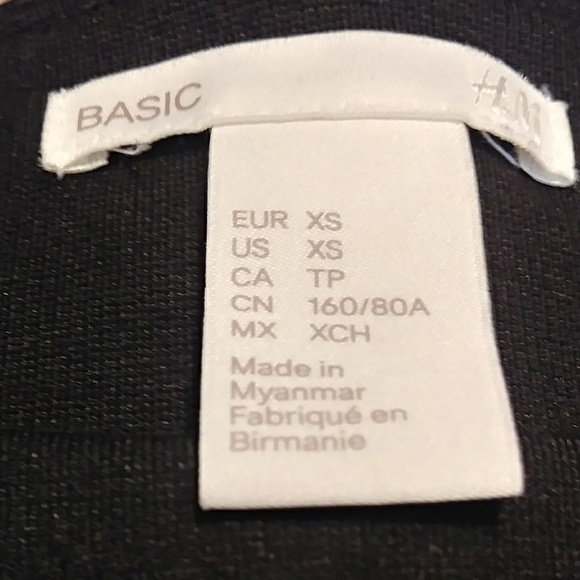 BASIC H&M
EUR XS
US XS
CA TP
CN 160/80A
MX XCH
Made in
Myanmar
Fabriqué en
Birmanie